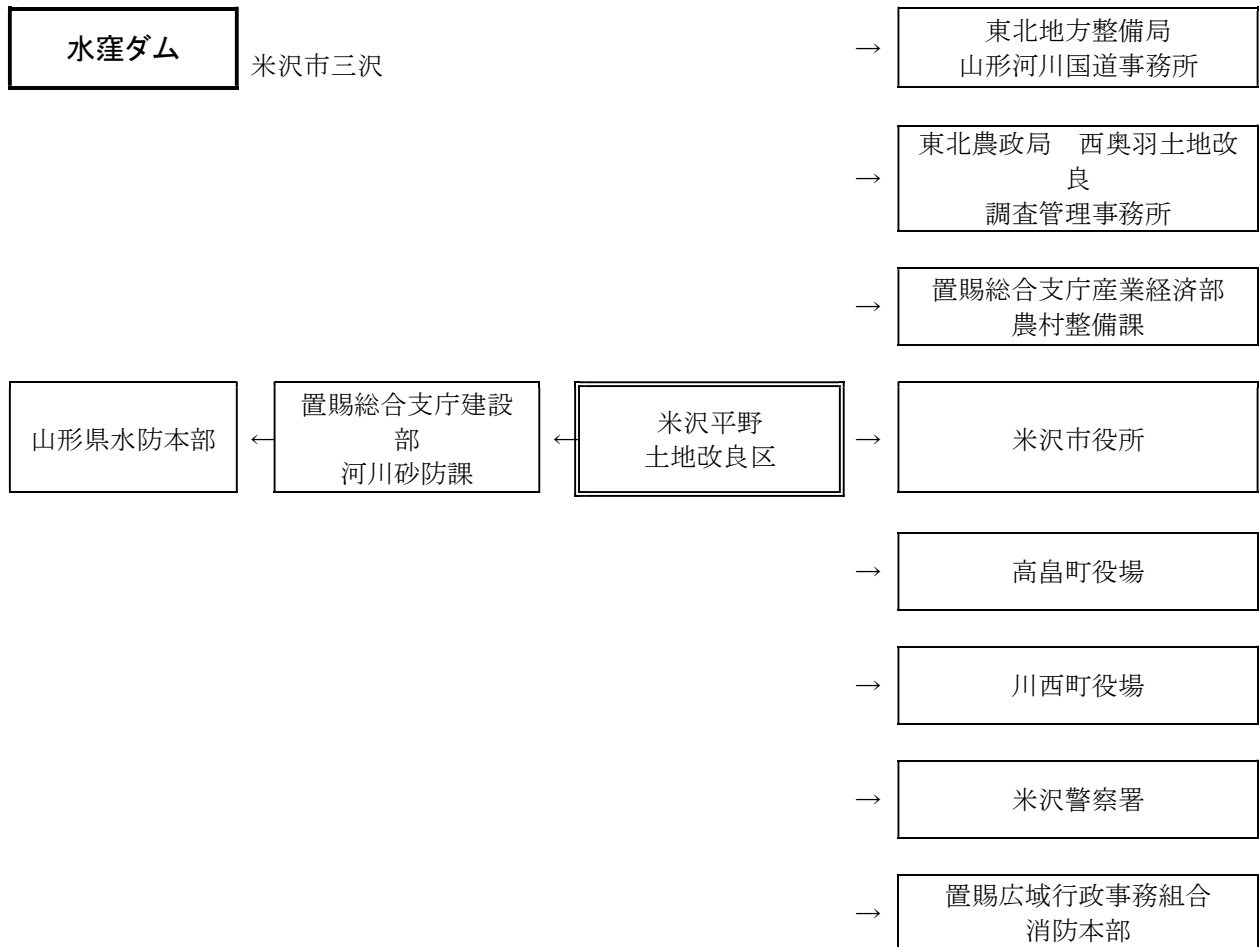 水窪ダム
米沢市三沢
→
東北地方整備局
山形河川国道事務所
→
東北農政局　西奥羽土地改
良
調査管理事務所
→
置賜総合支庁産業経済部
農村整備課
山形県水防本部
←
置賜総合支庁建設
部
河川砂防課
←
米沢平野
土地改良区
→
米沢市役所
→
高畠町役場
→
川西町役場
→
米沢警察署
→
置賜広域行政事務組合
消防本部